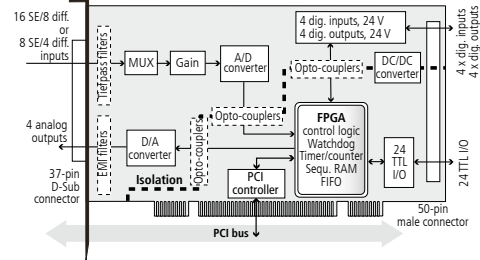 16 SE/8 diff.
or
8 SE/4 diff.
inputs
Tiefpass filters
MUX
Gain
A/D
converter
4 dig. inputs, 24 V
4 dig. outputs, 24 V
Opto-couplers
DC/DC
converter
4 x dig. inputs
4 x dig. outputs
Opto-couplers
4 analog
outputs
EMI filters
D/A
converter
Opto-couplers
FPGA
control logic
Watchdog
Timer/counter
Sequ. RAM
FIFO
24
TTL
I/O
24 TTL I/O
37-pin
D-Sub
connector
Isolation
PCI
controller
50-pin
male connector
PCI bus